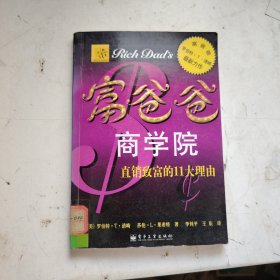 Rich Dad's
富爸爸
商学院
直销致富的11大理由
罗伯特·T·清崎 莎伦·L·莱希特 著
电子工业出版社